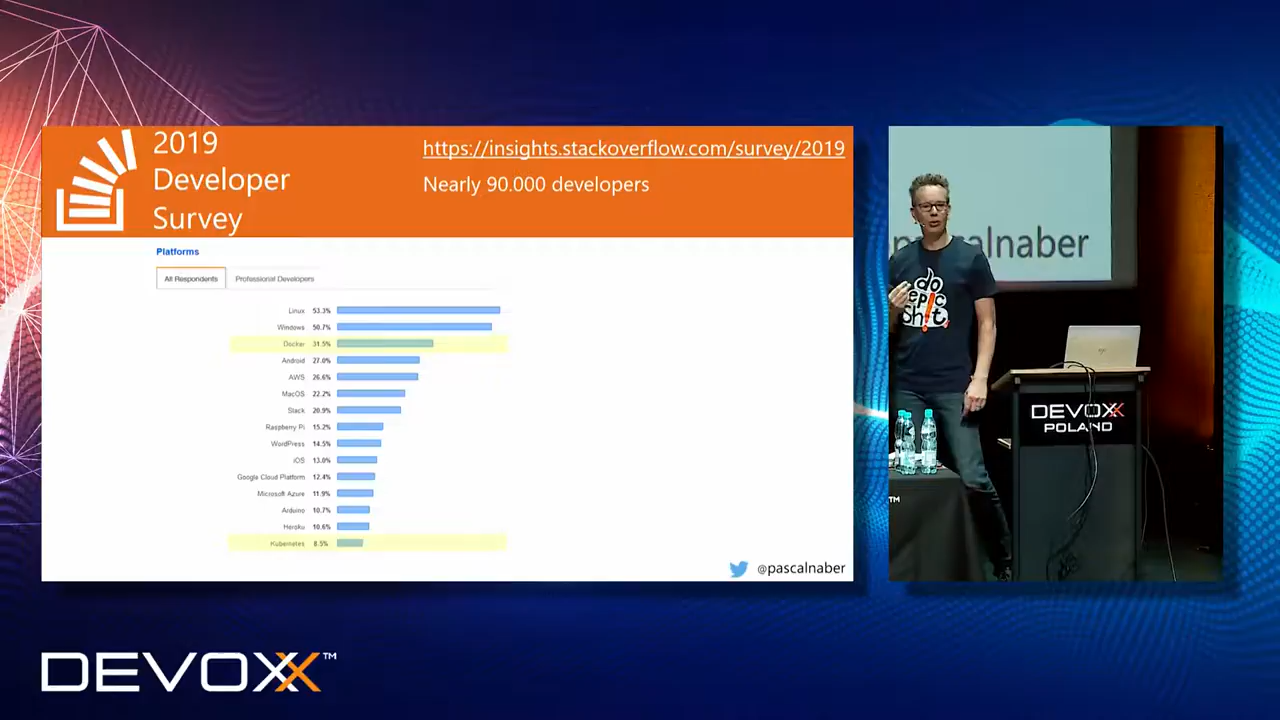 2019
Developer
Survey
https://insights.stackoverflow.com/survey/2019
Nearly 90.000 developers
Platforms
All Respondents
Professional Developers
Linux 53.3%
Windows 50.7%
Docker 31.5%
Android 27.0%
AWS 26.6%
MacOS 22.2%
Slack 20.9%
Raspberry Pi 15.2%
WordPress 14.5%
iOS 13.0%
Google Cloud Platform 12.4%
Microsoft Azure 11.9%
Arduino 10.7%
Heroku 10.6%
Kubernetes 8.5%
@pascalnaber
pascalnaber
do
epic
sh!t.
DEVOXX
POLAND
TM
DEVOXX™